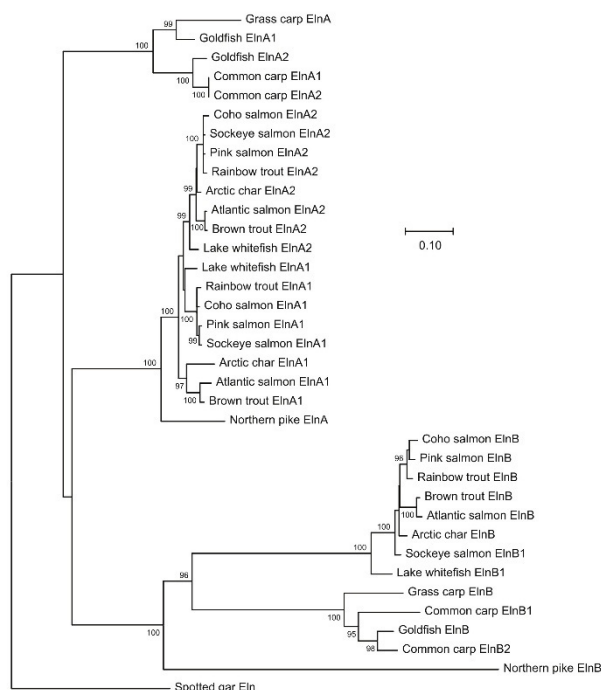 Grass carp ElnA
99
Goldfish ElnA1
100
Goldfish ElnA2
Common carp ElnA1
100
Common carp ElnA2
Coho salmon ElnA2
Sockeye salmon ElnA2
100
Pink salmon ElnA2
Rainbow trout ElnA2
99
Arctic char ElnA2
Atlantic salmon ElnA2
99
100
Brown trout ElnA2
Lake whitefish ElnA2
0.10
Lake whitefish ElnA1
Rainbow trout ElnA1
Coho salmon ElnA1
100
100
Pink salmon ElnA1
99
Sockeye salmon ElnA1
100
Arctic char ElnA1
97
Atlantic salmon ElnA1
100
Brown trout ElnA1
Northern pike ElnA
Coho salmon ElnB
96
Pink salmon ElnB
Rainbow trout ElnB
Brown trout ElnB
100
Atlantic salmon ElnB
100
Arctic char ElnB
100
Sockeye salmon ElnB1
Lake whitefish ElnB1
96
Grass carp ElnB
100
Common carp ElnB1
95
Goldfish ElnB
100
98
Common carp ElnB2
Northern pike ElnB
Spotted gar Eln